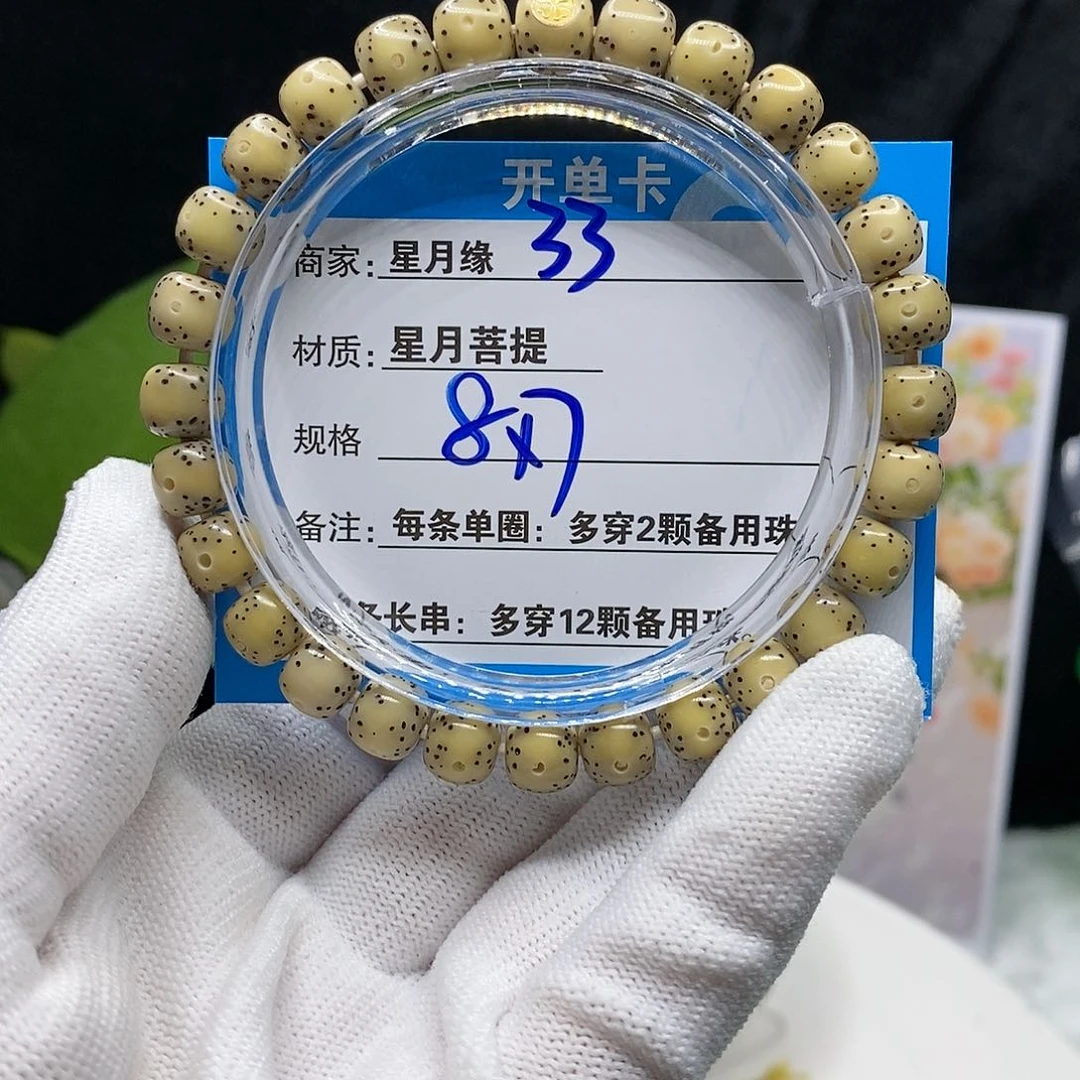 开单卡
商家：星月缘 33
材质：星月菩提
规格 8x7
备注：每条单圈：多穿2颗备用珠
每条长串：多穿12颗备用珠。